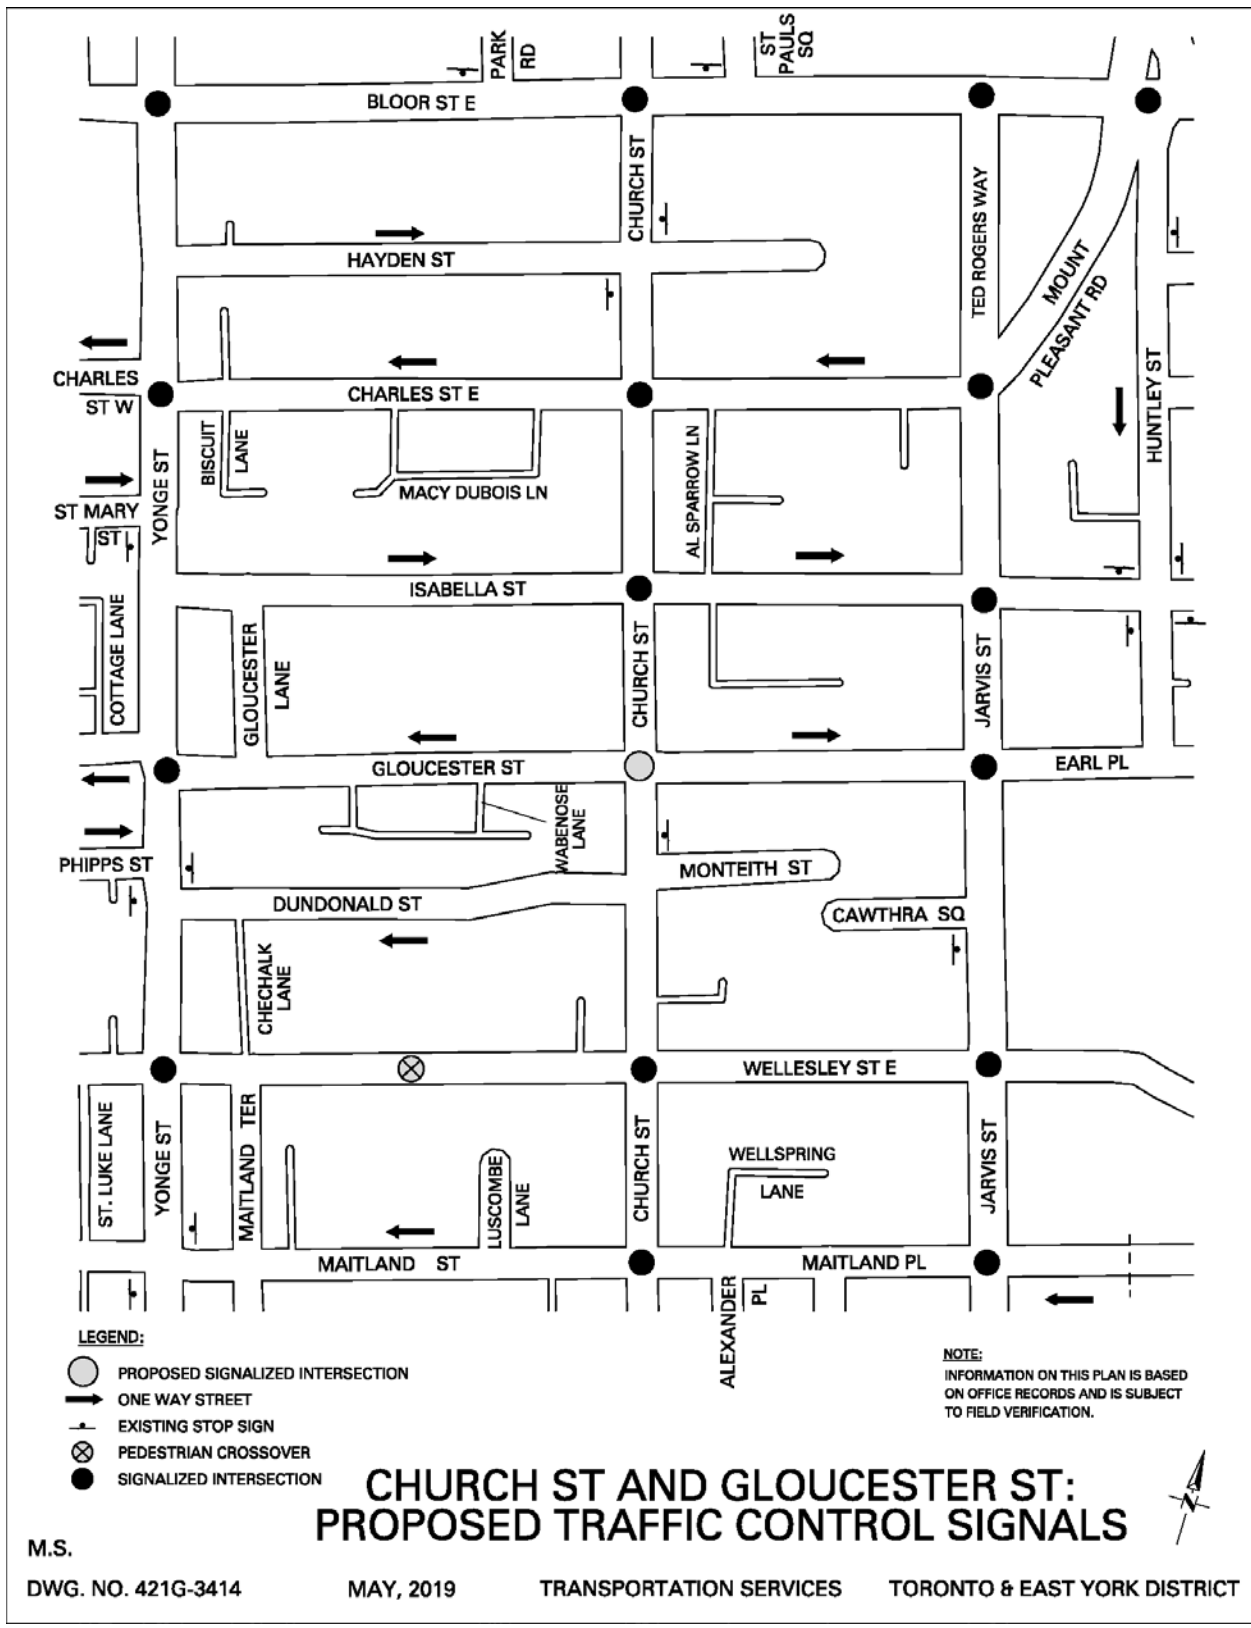 PARK
RD
ST
PAULS
SQ
BLOOR ST E
CHURCH ST
TED ROGERS WAY
HAYDEN ST
MOUNT
PLEASANT RD
HUNTLEY ST
CHARLES
ST W
CHARLES ST E
BISCUIT
LANE
YONGE ST
MACY DUBOIS LN
AL SPARROW LN
ST MARY
ST
ISABELLA ST
COTTAGE LANE
GLOUCESTER
LANE
CHURCH ST
JARVIS ST
GLOUCESTER ST
EARL PL
WABENOSE
LANE
PHIPPS ST
MONTEITH ST
DUNDONALD ST
CAWTHRA SQ
CHECHALK
LANE
WELLESLEY ST E
ST. LUKE LANE
YONGE ST
MAITLAND TER
LUSCOMBE
LANE
CHURCH ST
WELLSPRING
LANE
JARVIS ST
MAITLAND ST
MAITLAND PL
ALEXANDER
PL
LEGEND:
PROPOSED SIGNALIZED INTERSECTION
ONE WAY STREET
EXISTING STOP SIGN
PEDESTRIAN CROSSOVER
SIGNALIZED INTERSECTION
NOTE:
INFORMATION ON THIS PLAN IS BASED
ON OFFICE RECORDS AND IS SUBJECT
TO FIELD VERIFICATION.
CHURCH ST AND GLOUCESTER ST:
PROPOSED TRAFFIC CONTROL SIGNALS
N
M.S.
DWG. NO. 421G-3414 MAY, 2019 TRANSPORTATION SERVICES TORONTO & EAST YORK DISTRICT